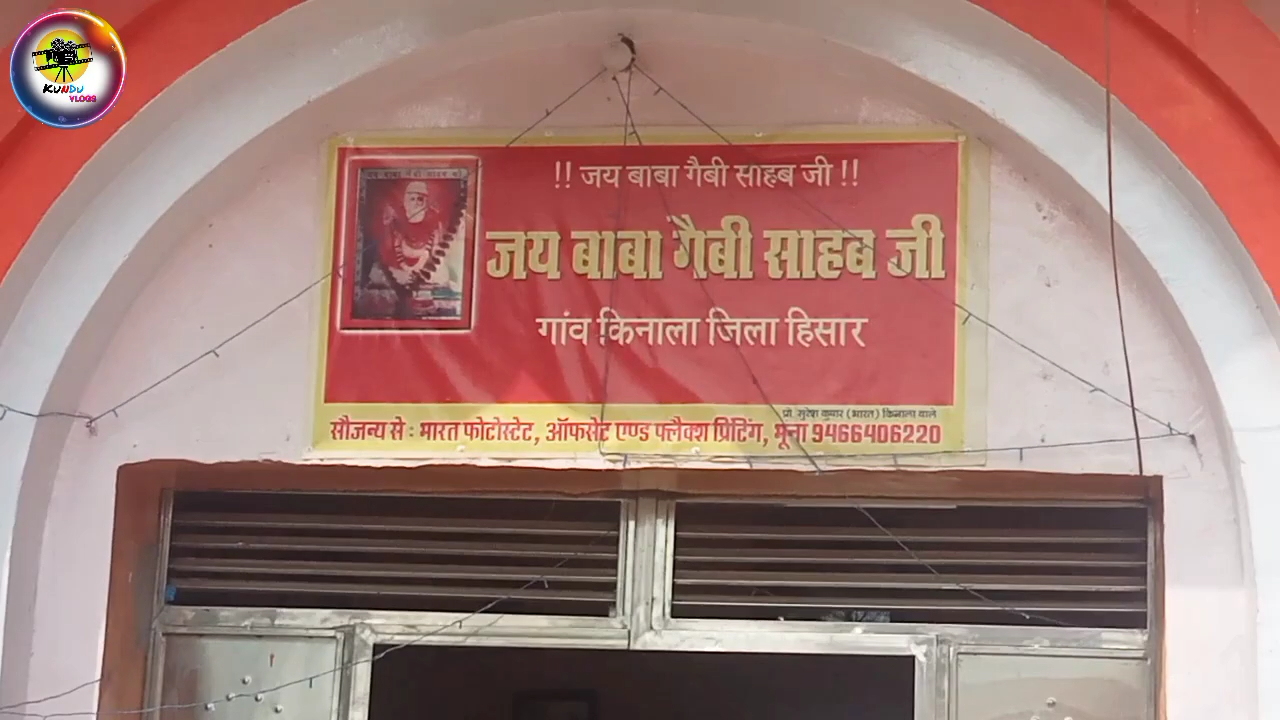 KUNDU
VLOGS
!! जय बाबा गैबी साहब जी !!
जय बाबा गैबी साहब जी
जय बाबा गैबी साहब जी
गांव किनाला जिला हिसार
प्रो. सुरेश कुमार (भारत) किनाला वाले
सौजन्य से : भारत फोटोस्टेट, ऑफसेट एण्ड फ्लैक्श प्रिटिंग, भूना 9466406220